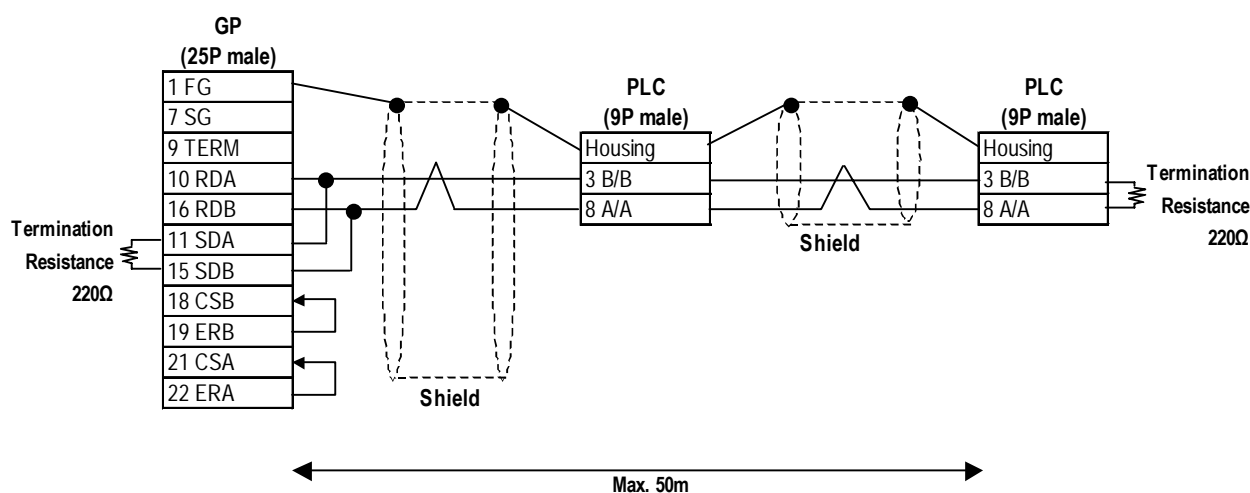 GP
(25P male)
1 FG
7 SG
9 TERM
10 RDA
16 RDB
11 SDA
15 SDB
18 CSB
19 ERB
21 CSA
22 ERA
Termination
Resistance
220Ω
Shield
PLC
(9P male)
Housing
3 B/B
8 A/A
Shield
PLC
(9P male)
Housing
3 B/B
8 A/A
Termination
Resistance
220Ω
Max. 50m